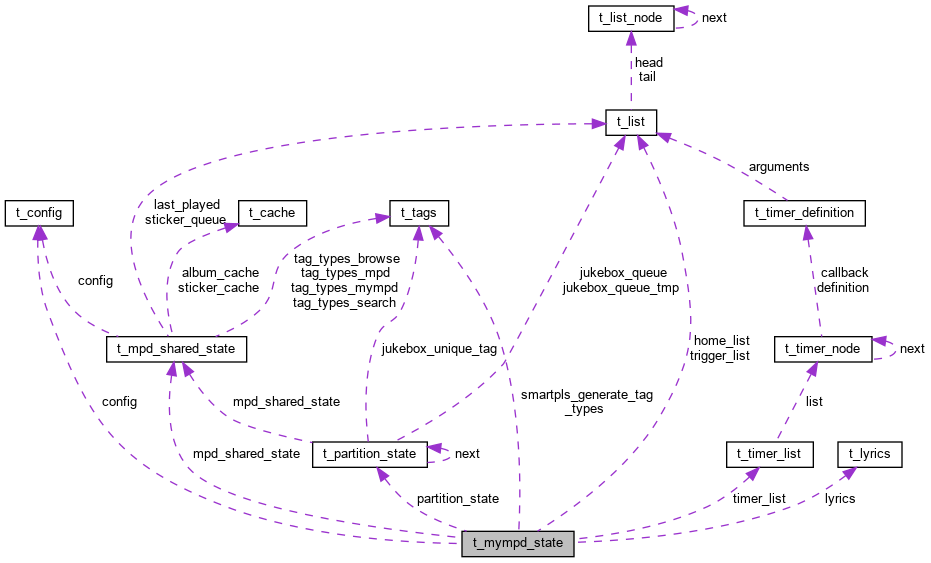 t_list_node
next
head
tail
t_list
arguments
last_played
sticker_queue
t_config
t_cache
t_tags
t_timer_definition
config
album_cache
sticker_cache
tag_types_browse
tag_types_mpd
tag_types_mympd
tag_types_search
jukebox_queue
jukebox_queue_tmp
callback
definition
t_mpd_shared_state
jukebox_unique_tag
home_list
trigger_list
t_timer_node
next
config
mpd_shared_state
smartpls_generate_tag
_types
list
mpd_shared_state
t_partition_state
next
t_timer_list
t_lyrics
partition_state
timer_list
lyrics
t_mympd_state